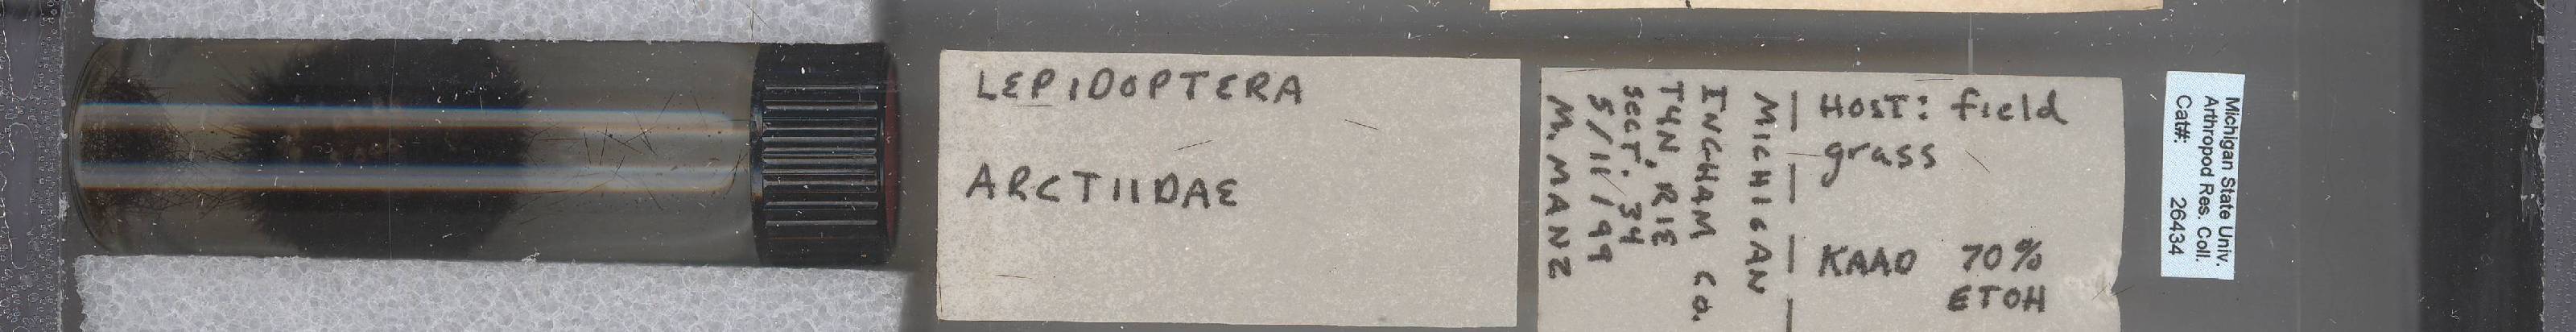 LEPIDOPTERA
ARCTIIDAE
MICHIGAN
INGHAM CO.
T4N, R1E
SECT. 34
5/11/99
M. MANZ
HOST: field
grass
KAAD 70%
ETOH
Michigan State Univ.
Arthropod Res. Coll.
Cat#: 26434